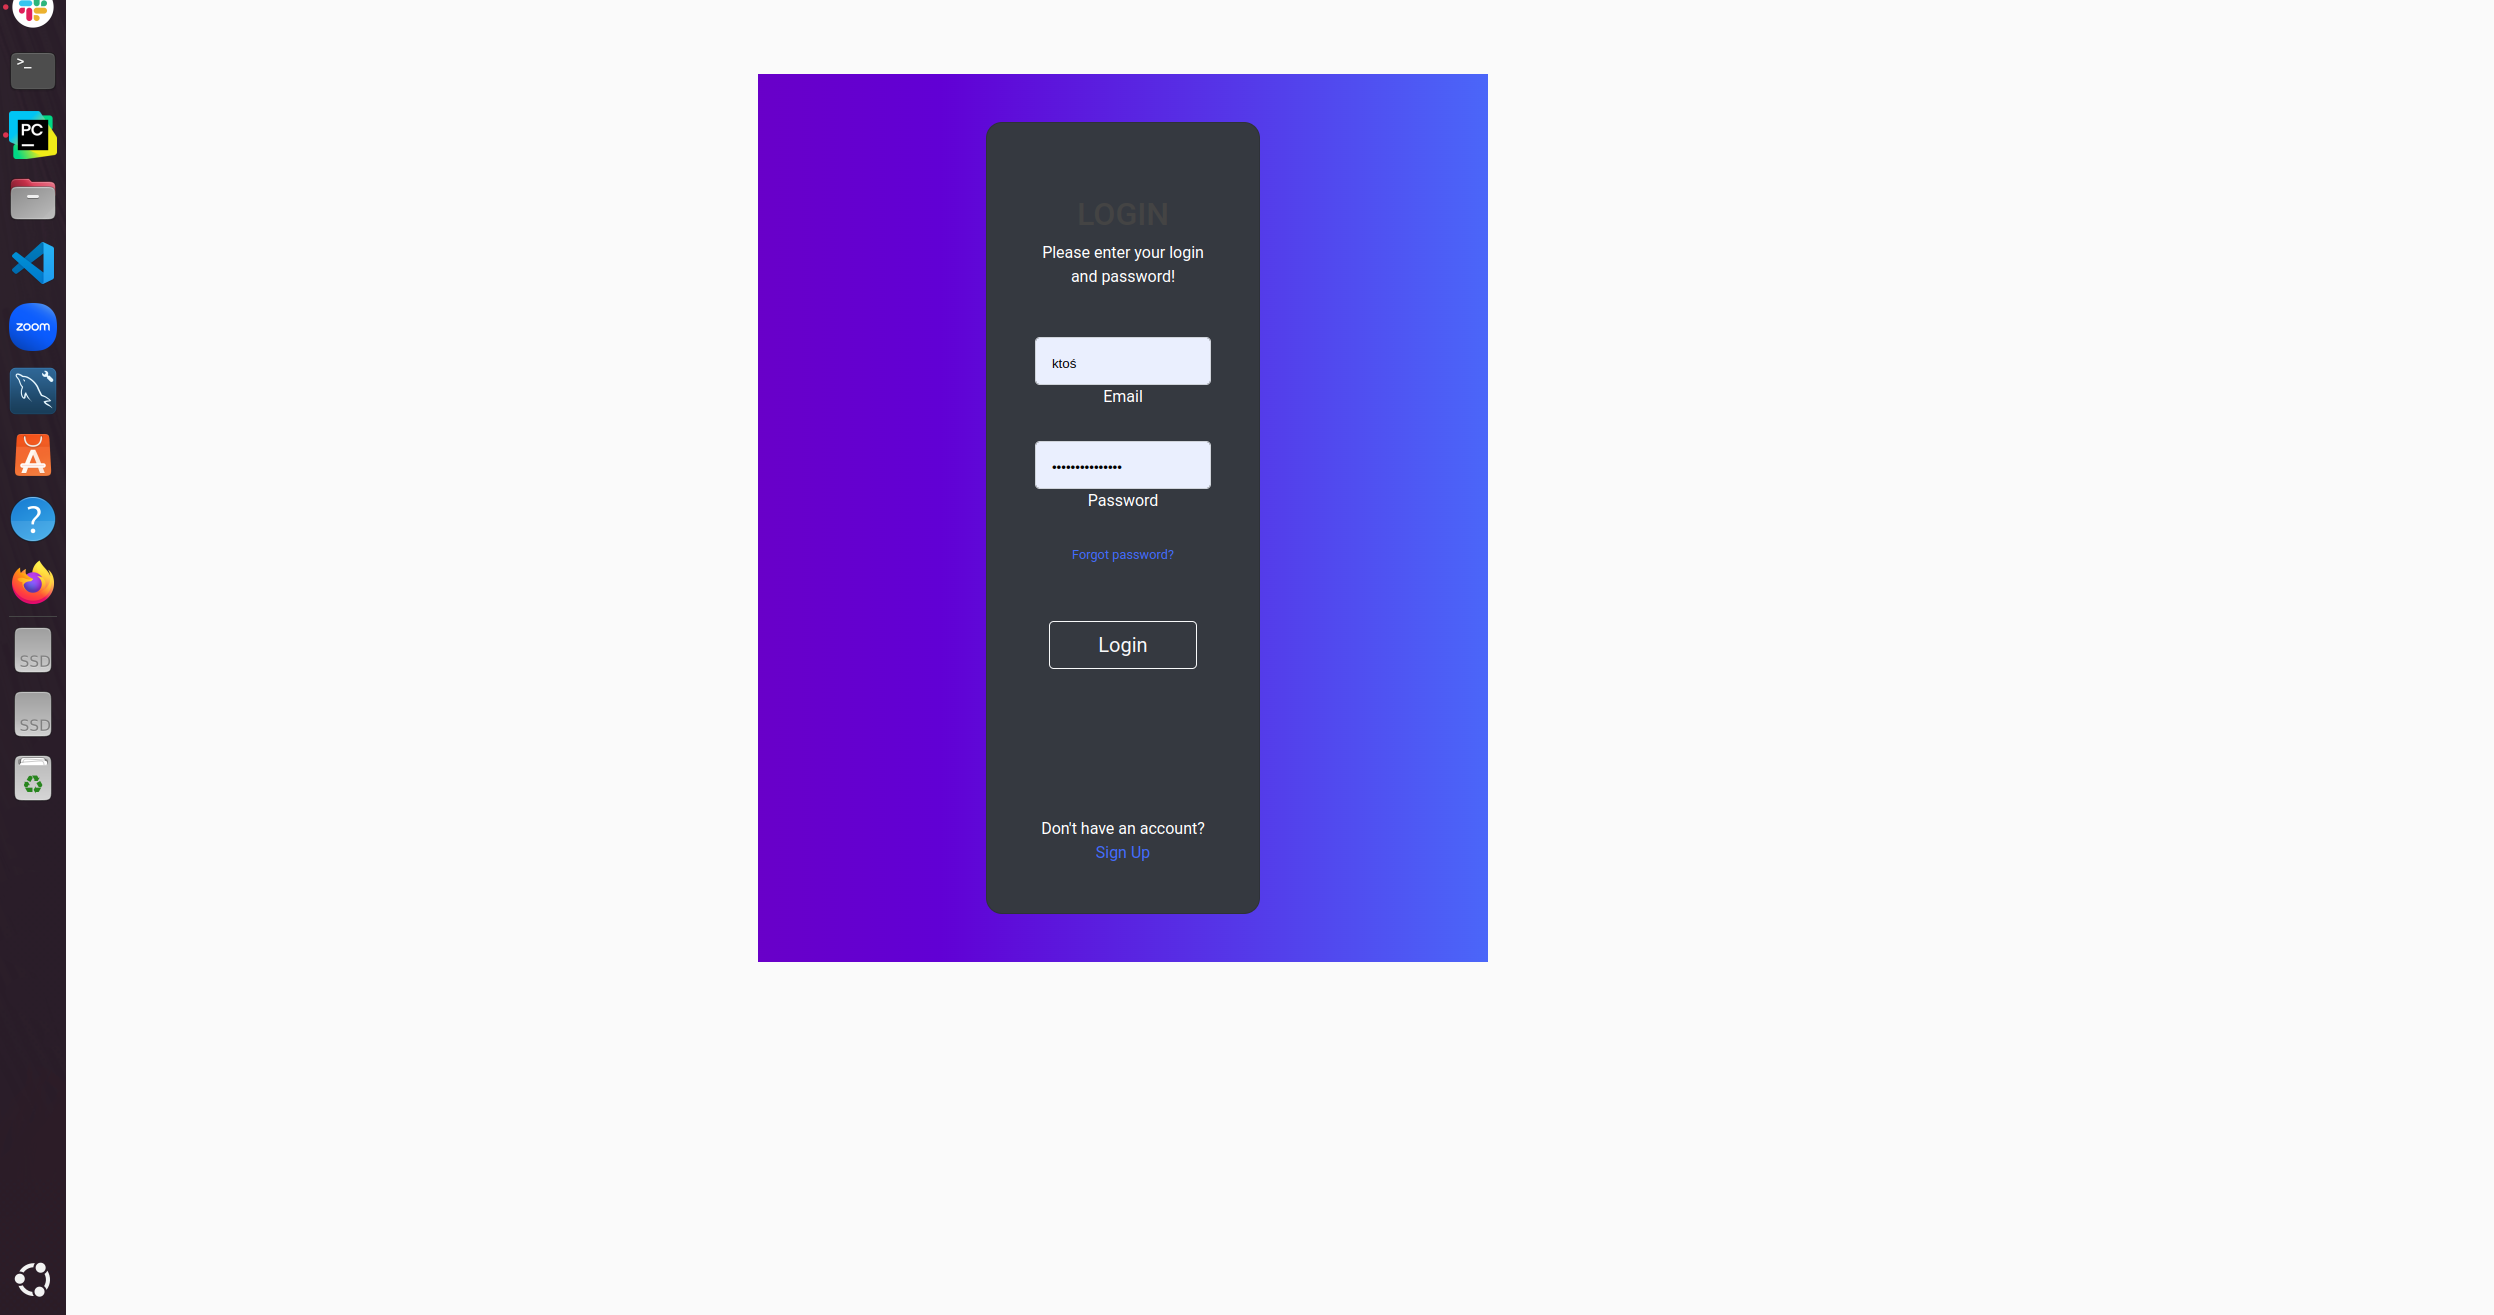 >_
PC
zoom
A
?
SSD
SSD
LOGIN
Please enter your login
and password!
ktoś
Email
•••••••••••••••
Password
Forgot password?
Login
Don't have an account?
Sign Up